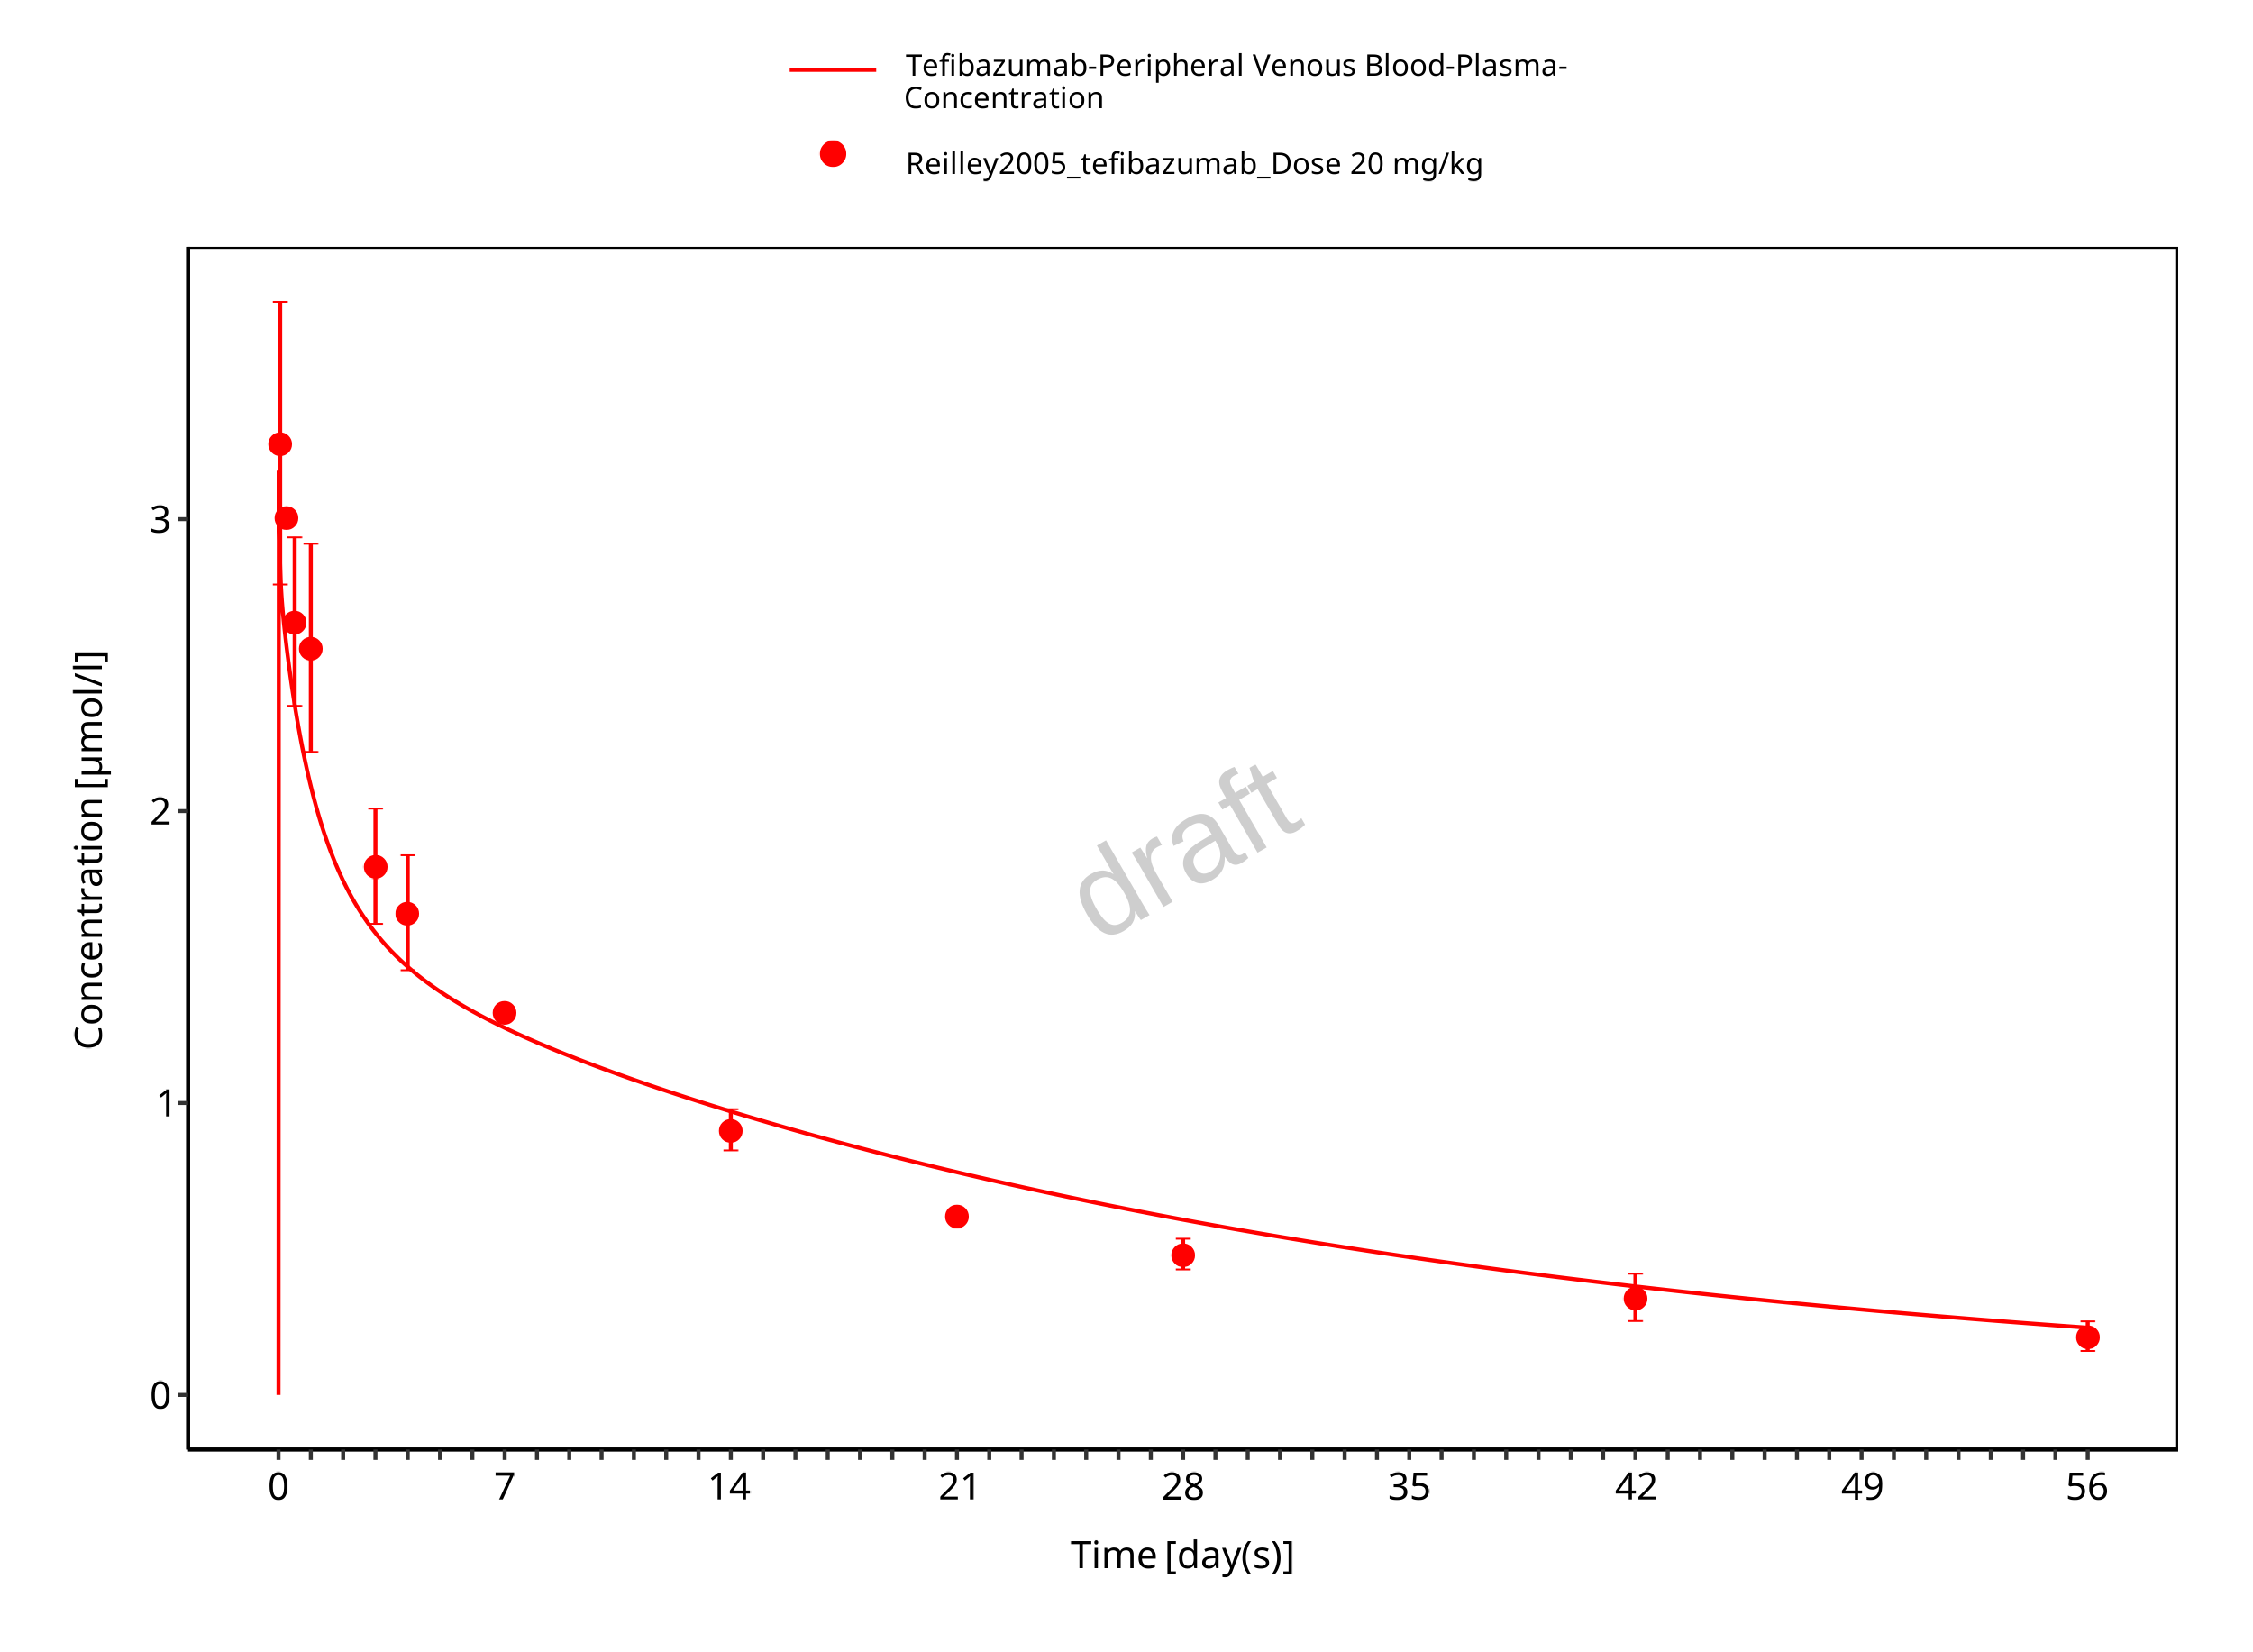 Tefibazumab-Peripheral Venous Blood-Plasma-
Concentration
Reilley2005_tefibazumab_Dose 20 mg/kg
3
2
1
0
Concentration [µmol/l]
draft
0 7 14 21 28 35 42 49 56
Time [day(s)]